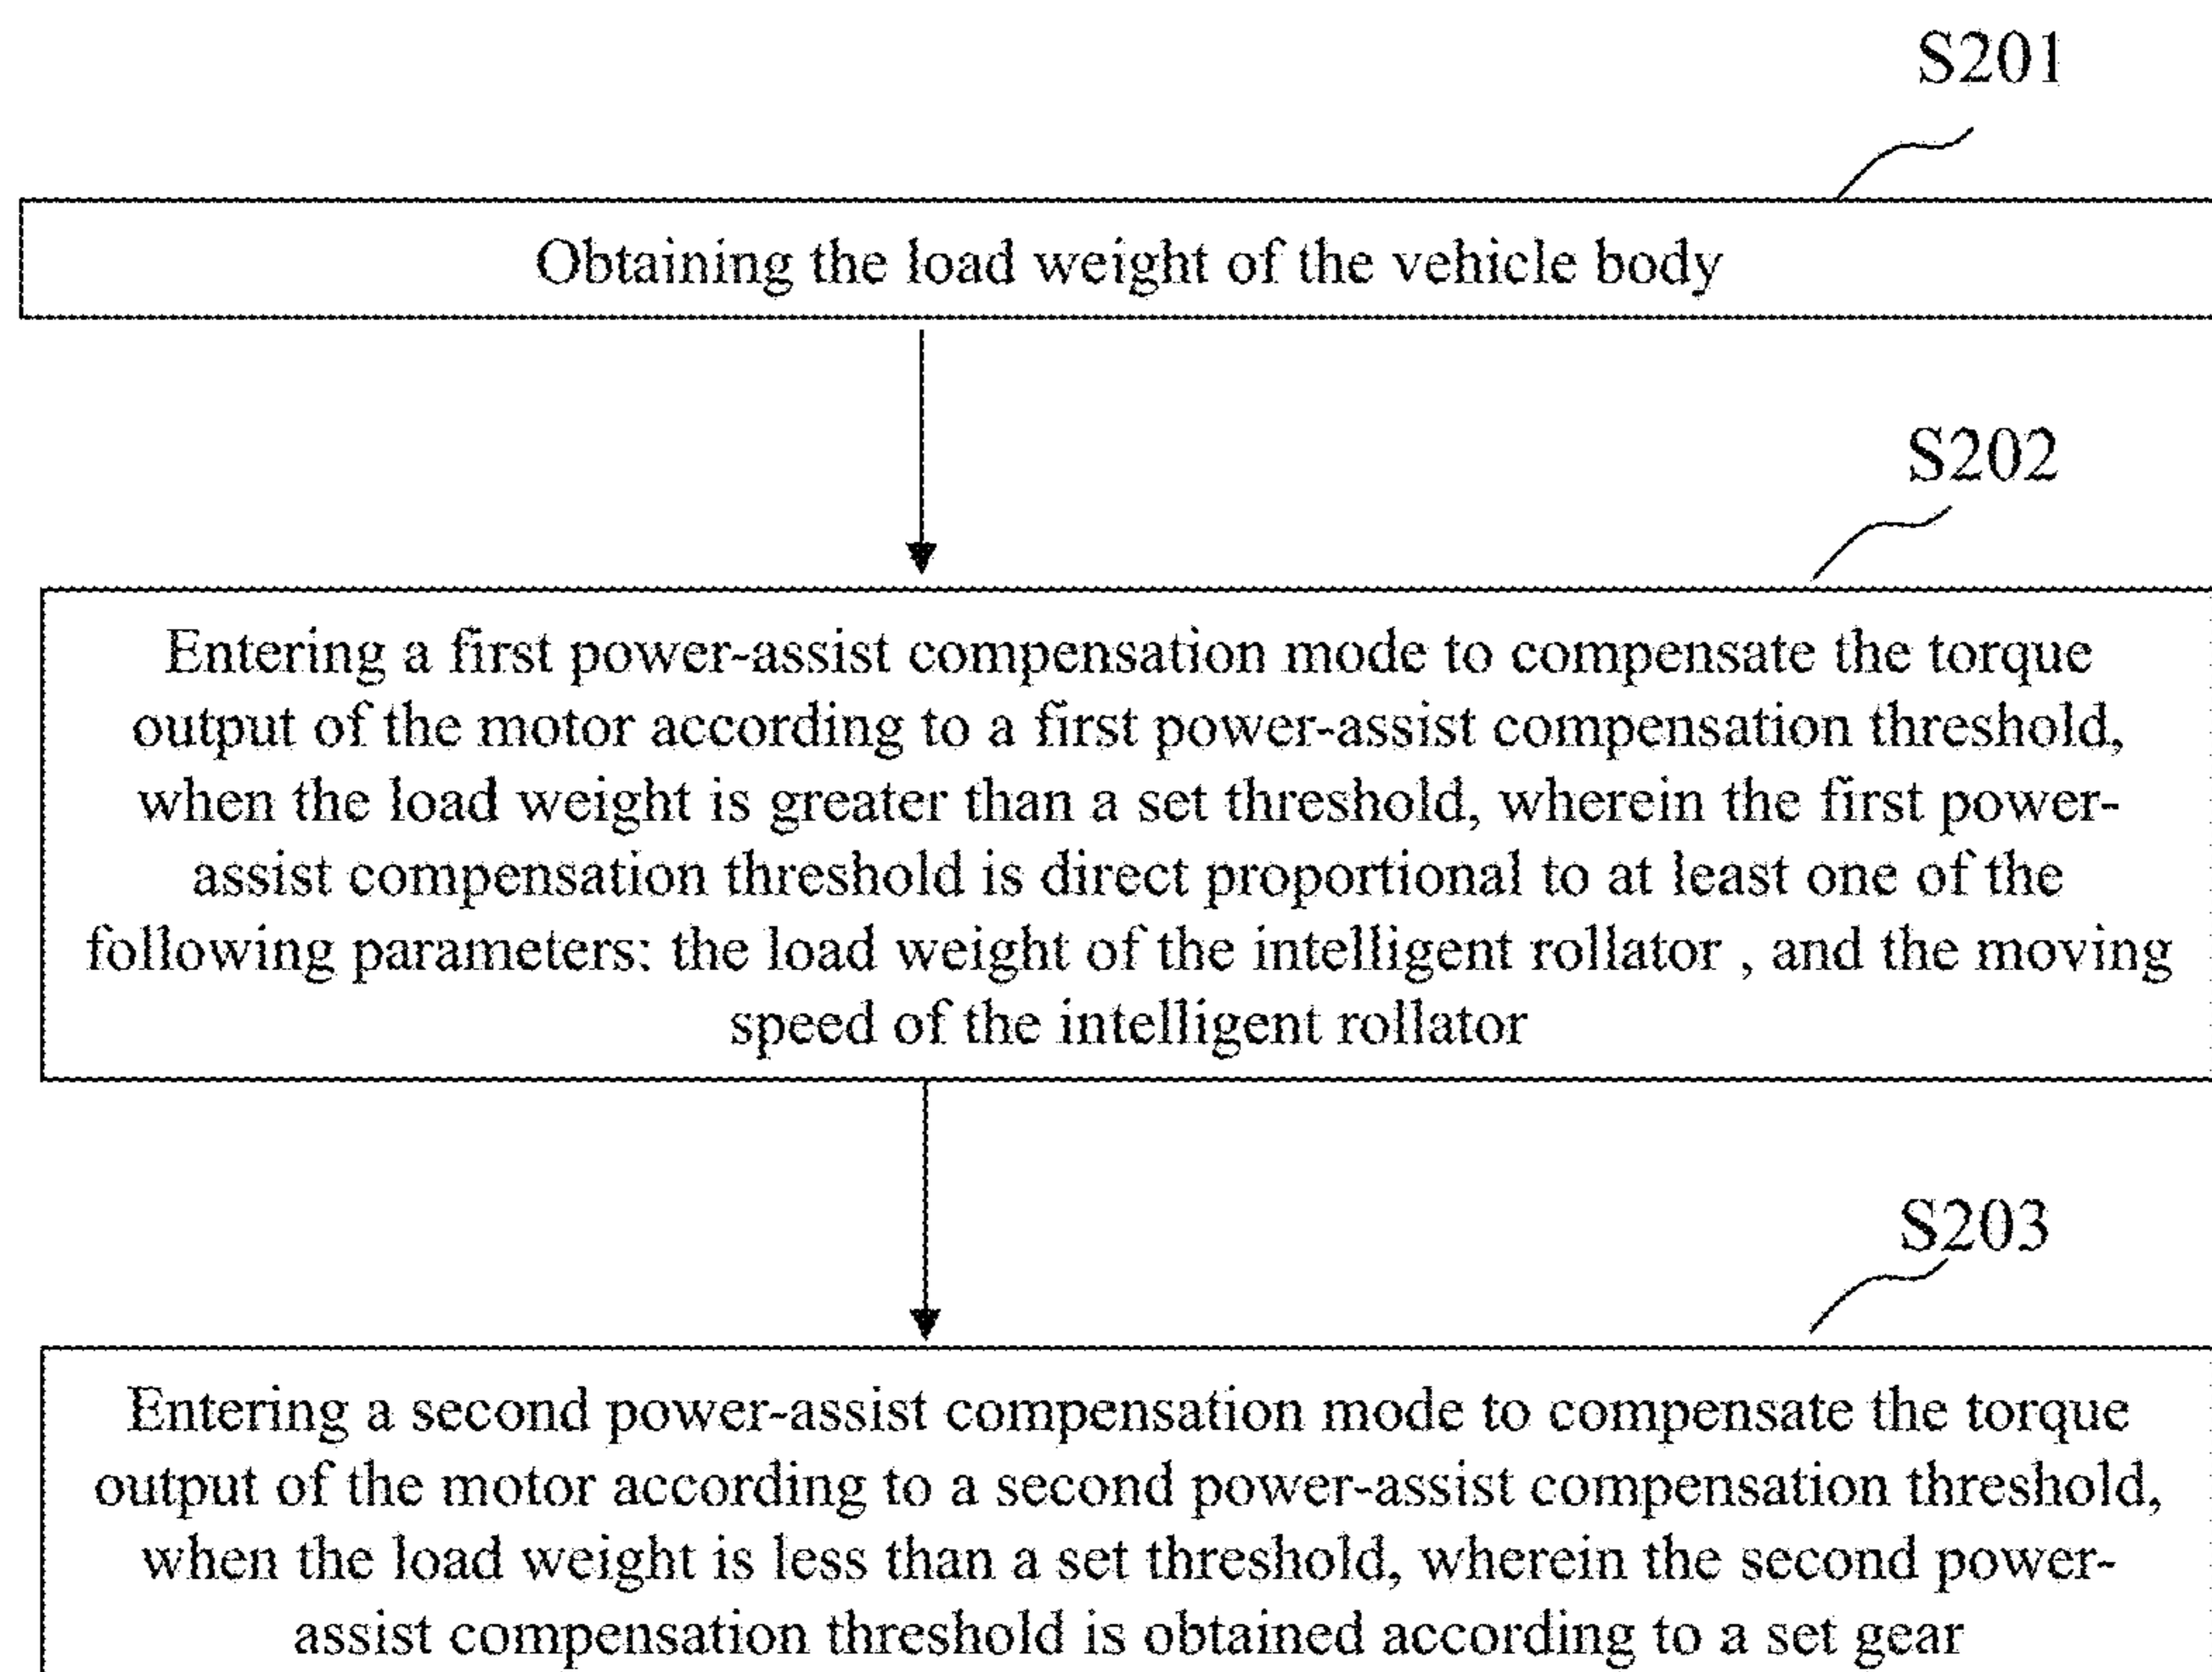 S201
Obtaining the load weight of the vehicle body
S202
Entering a first power-assist compensation mode to compensate the torque
output of the motor according to a first power-assist compensation threshold,
when the load weight is greater than a set threshold, wherein the first power-
assist compensation threshold is direct proportional to at least one of the
following parameters: the load weight of the intelligent rollator , and the moving
speed of the intelligent rollator
S203
Entering a second power-assist compensation mode to compensate the torque
output of the motor according to a second power-assist compensation threshold,
when the load weight is less than a set threshold, wherein the second power-
assist compensation threshold is obtained according to a set gear